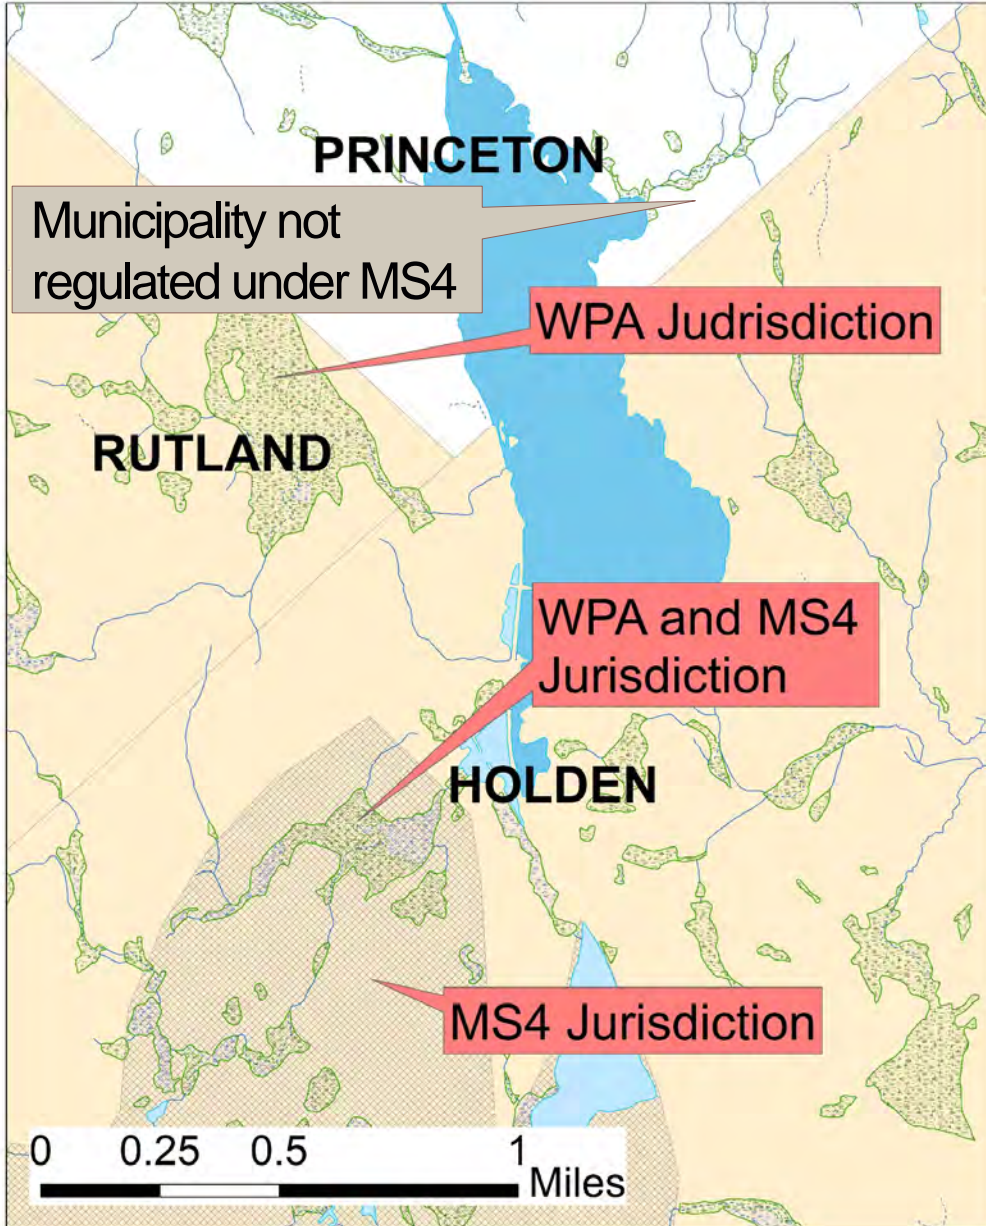 PRINCETON
Municipality not
regulated under MS4
WPA Judrisdiction
RUTLAND
WPA and MS4
Jurisdiction
HOLDEN
MS4 Jurisdiction
0 0.25 0.5 1
Miles